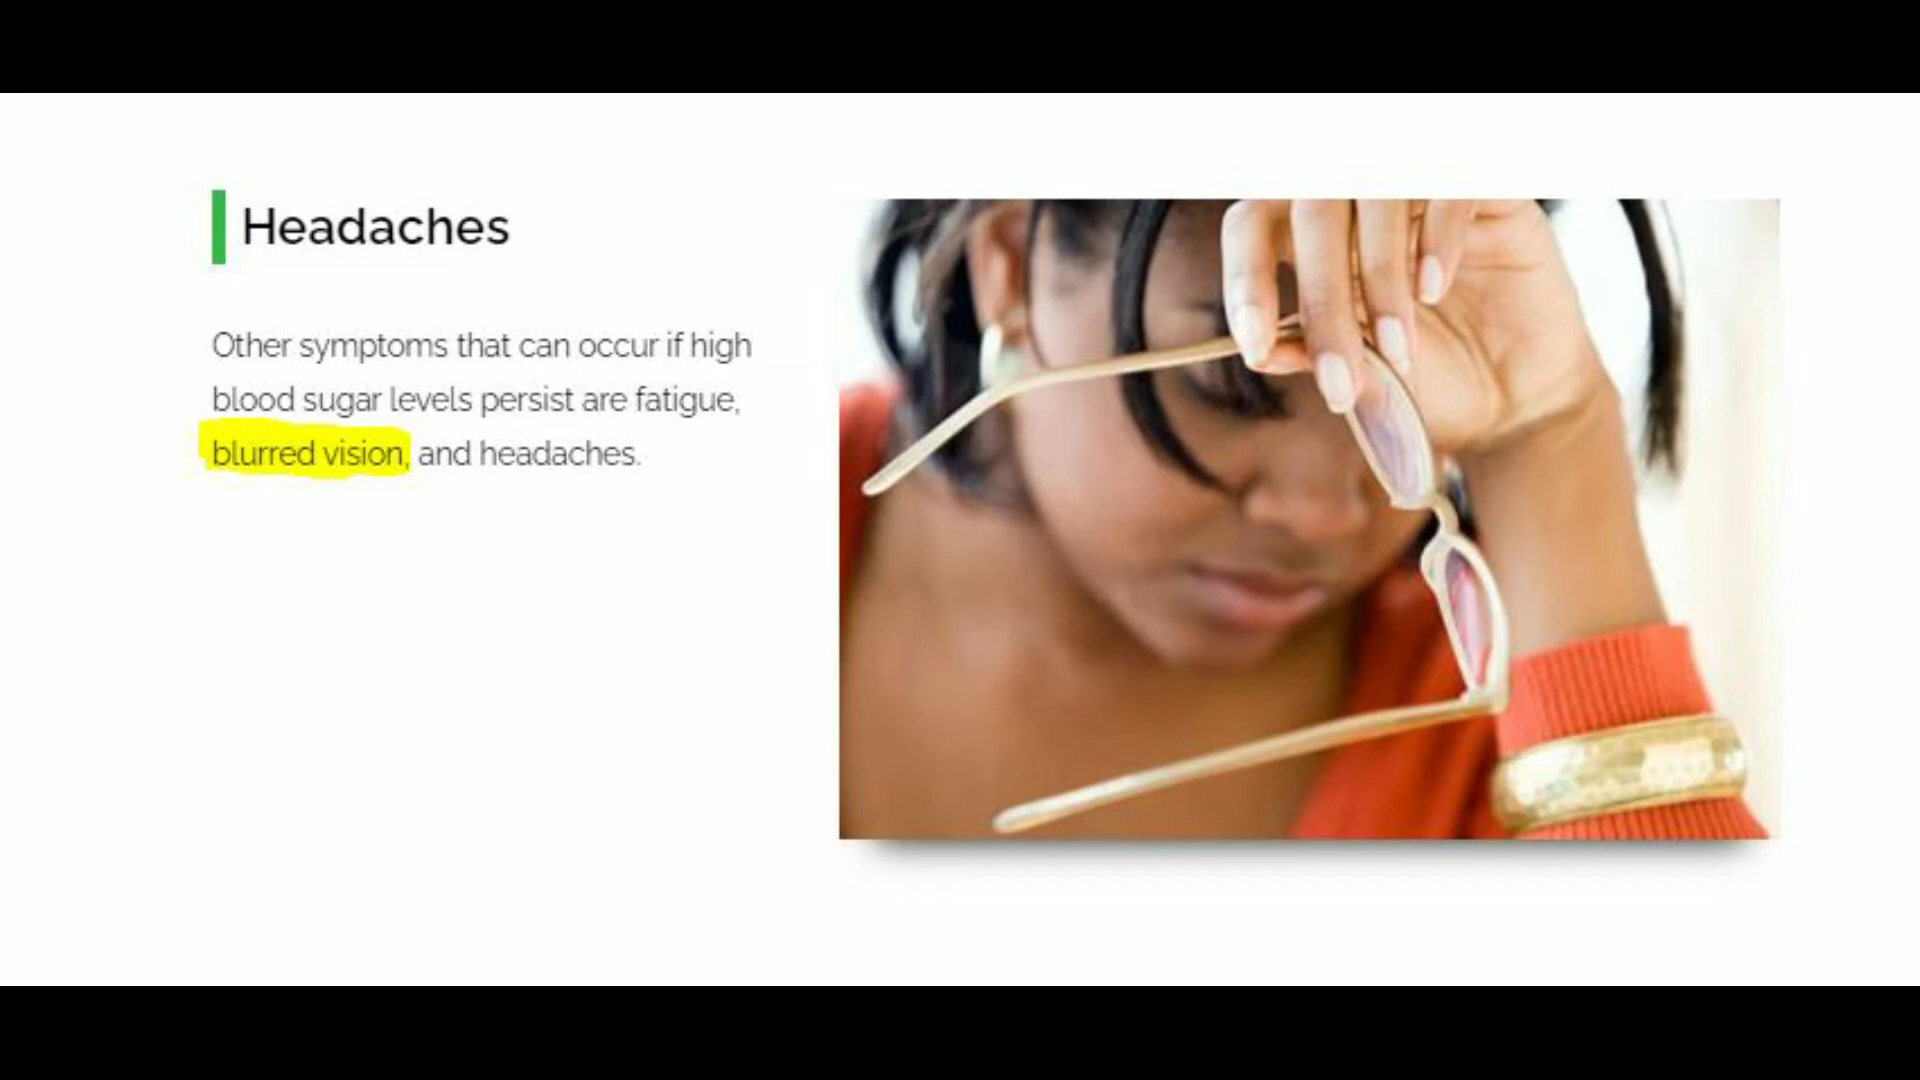 Headaches
Other symptoms that can occur if high
blood sugar levels persist are fatigue,
blurred vision, and headaches.